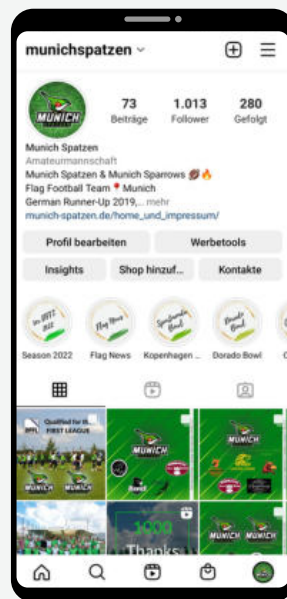 munichspatzen
MUNICH
73 1.013 280
Beiträge Follower Gefolgt
Munich Spatzen
Amateurmannschaft
Munich Spatzen & Munich Sparrows 🏈🔥
Flag Football Team 📍 Munich
German Runner-Up 2019,... mehr
munich-spatzen.de/home_und_impressum/
Profil bearbeiten Werbetools
Insights Shop hinzuf... Kontakte
Season 2022 Flag News Kopenhagen ... Dorado Bowl
Qualified for the
FIRST LEAGUE
MUNICH MUNICH
MUNICH
MUNICH
1000
Thanks
MUNICH MUNICH